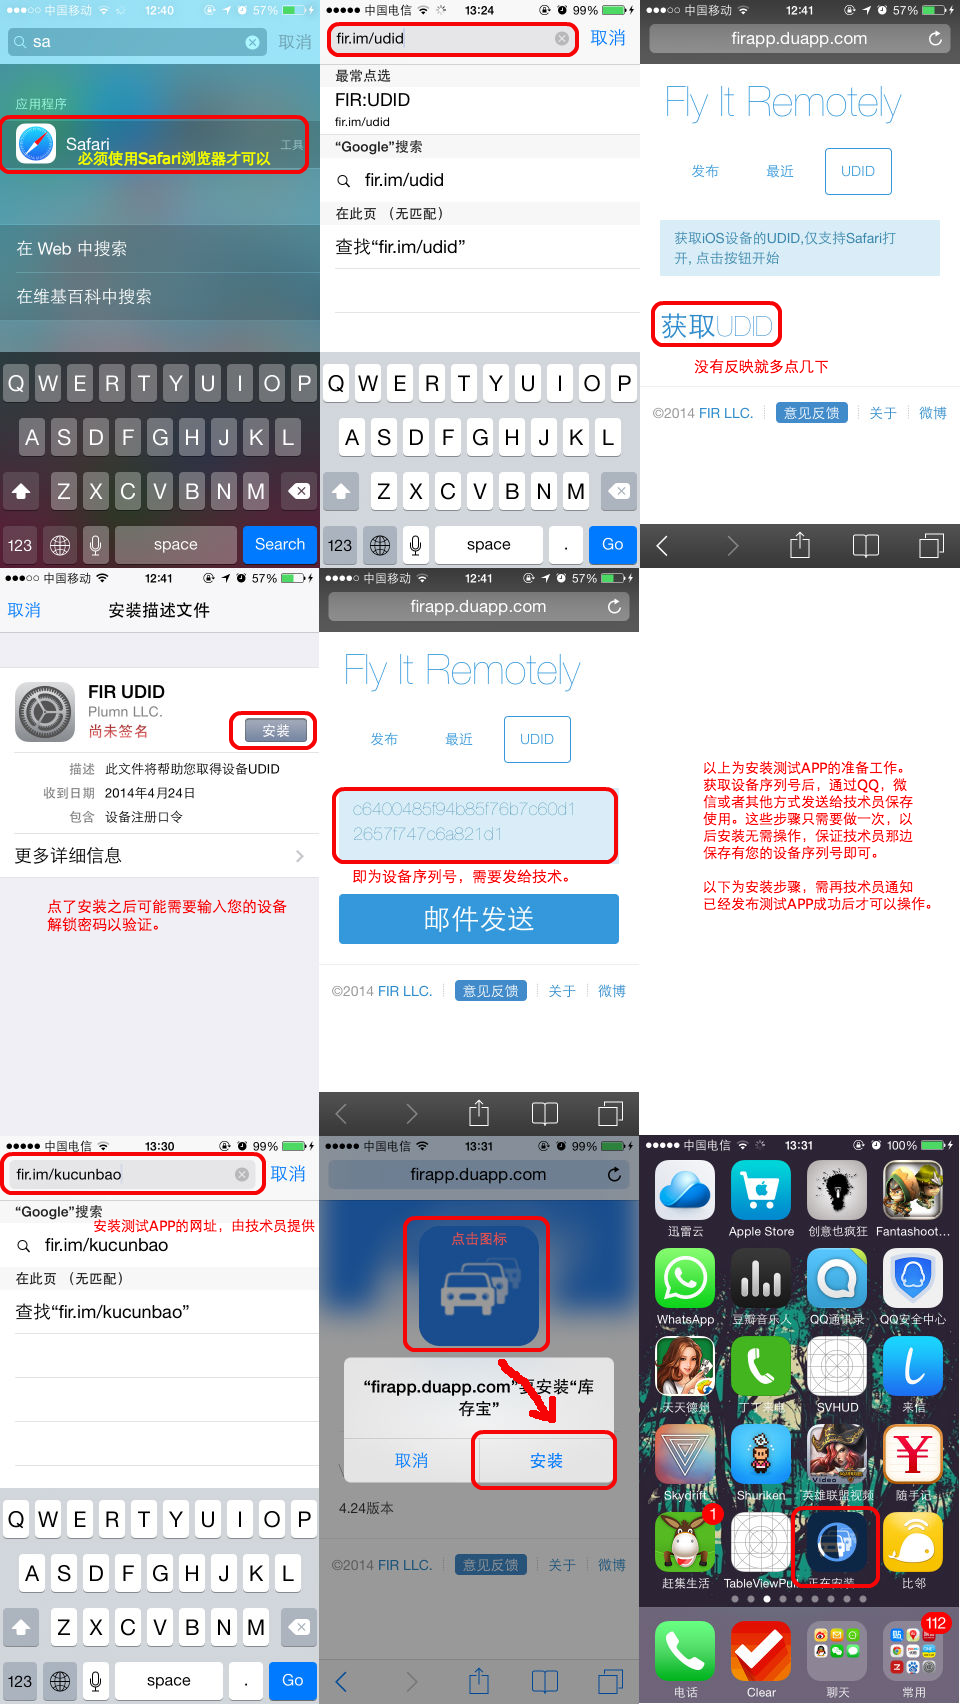 中国移动 12:40 57%
sa 取消
应用程序
Safari 工具
必须使用Safari浏览器才可以
在 Web 中搜索
在维基百科中搜索
Q W E R T Y U I O P
A S D F G H J K L
Z X C V B N M
123 space Search
中国电信 13:24 99%
fir.im/udid 取消
最常点选
FIR:UDID
fir.im/udid
“Google”搜索
fir.im/udid
在此页 （无匹配）
查找“fir.im/udid”
Q W E R T Y U I O P
A S D F G H J K L
Z X C V B N M
123 space . Go
中国移动 12:41 57%
firapp.duapp.com
Fly It Remotely
发布 最近 UDID
获取iOS设备的UDID,仅支持Safari打
开, 点击按钮开始
获取UDID
没有反映就多点几下
©2014 FIR LLC. 意见反馈 关于 微博
中国移动 12:41 57%
取消 安装描述文件
FIR UDID
Plumn LLC.
尚未签名 安装
描述 此文件将帮助您取得设备UDID
收到日期 2014年4月24日
包含 设备注册口令
更多详细信息
点了安装之后可能需要输入您的设备
解锁密码以验证。
中国移动 12:41 57%
firapp.duapp.com
Fly It Remotely
发布 最近 UDID
c6400485f94b85f76b7c60d1
2657f747c6a821d1
即为设备序列号，需要发给技术。
邮件发送
©2014 FIR LLC. 意见反馈 关于 微博
以上为安装测试APP的准备工作。
获取设备序列号后，通过QQ，微
信或者其他方式发送给技术员保存
使用。这些步骤只需要做一次，以
后安装无需操作，保证技术员那边
保存有您的设备序列号即可。
以下为安装步骤，需再技术员通知
已经发布测试APP成功后才可以操作。
中国电信 13:30 99%
fir.im/kucunbao 取消
“Google”搜索
安装测试APP的网址，由技术员提供
fir.im/kucunbao
在此页 （无匹配）
查找“fir.im/kucunbao”
Q W E R T Y U I O P
A S D F G H J K L
Z X C V B N M
123 space . Go
中国电信 13:31 99%
firapp.duapp.com
点击图标
“firapp.duapp.com”要安装“库
存宝”
取消 安装
4.24版本
©2014 FIR LLC. 意见反馈 关于 微博
中国电信 13:31 100%
迅雷云 Apple Store 创意也疯狂 Fantashoot...
WhatsApp 豆瓣音乐人 QQ通讯录 QQ安全中心
天天德州 丁丁来电 SVHUD 来信
Video
Skydrift Shuriken 英雄联盟视频 随手记
1
赶集生活 TableViewPull 正在安装... 比邻
112
电话 Clear 聊天 常用